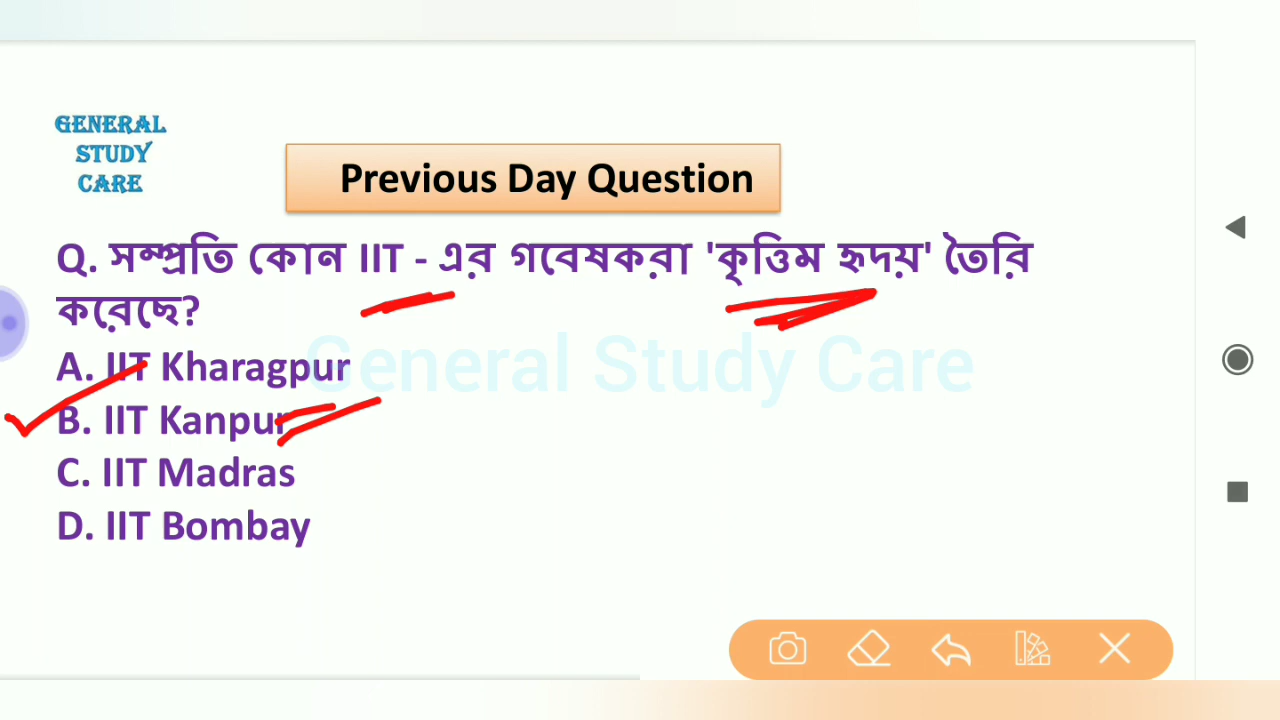 GENERAL
STUDY
CARE
Previous Day Question
Q. সম্প্রতি কোন IIT - এর গবেষকরা 'কৃত্তিম হৃদয়' তৈরি
করেছে?
A. IIT Kharagpur
General Study Care
B. IIT Kanpur
C. IIT Madras
D. IIT Bombay